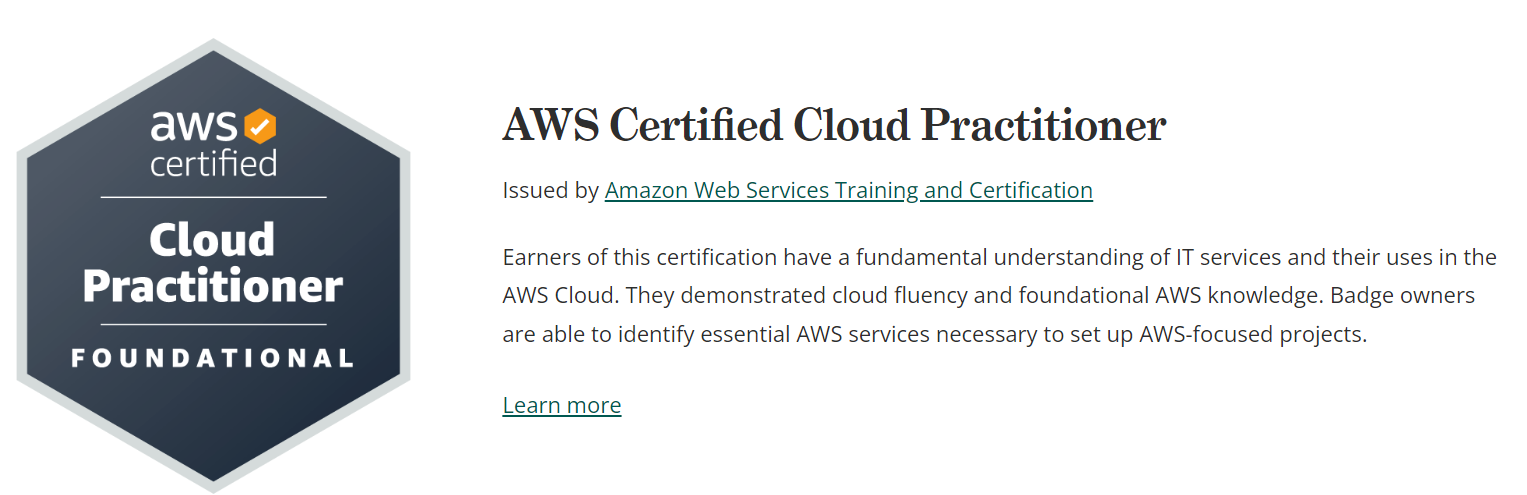 aws
certified
Cloud
Practitioner
FOUNDATIONAL
AWS Certified Cloud Practitioner
Issued by Amazon Web Services Training and Certification
Earners of this certification have a fundamental understanding of IT services and their uses in the
AWS Cloud. They demonstrated cloud fluency and foundational AWS knowledge. Badge owners
are able to identify essential AWS services necessary to set up AWS-focused projects.
Learn more